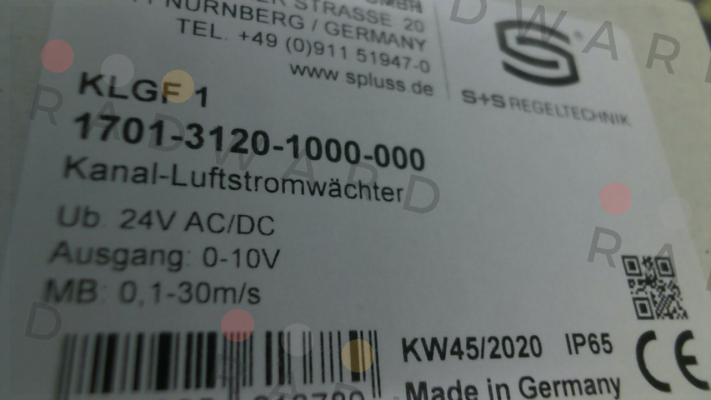 STRASSE 20
NÜRNBERG / GERMANY
TEL. +49 (0)911 51947-0
www.spluss.de
S+S REGELTECHNIK
KLGF 1
1701-3120-1000-000
Kanal-Luftstromwächter
Ub. 24V AC/DC
Ausgang: 0-10V
MB: 0,1-30m/s
KW45/2020 IP65
CE
Made in Germany
RADWARD